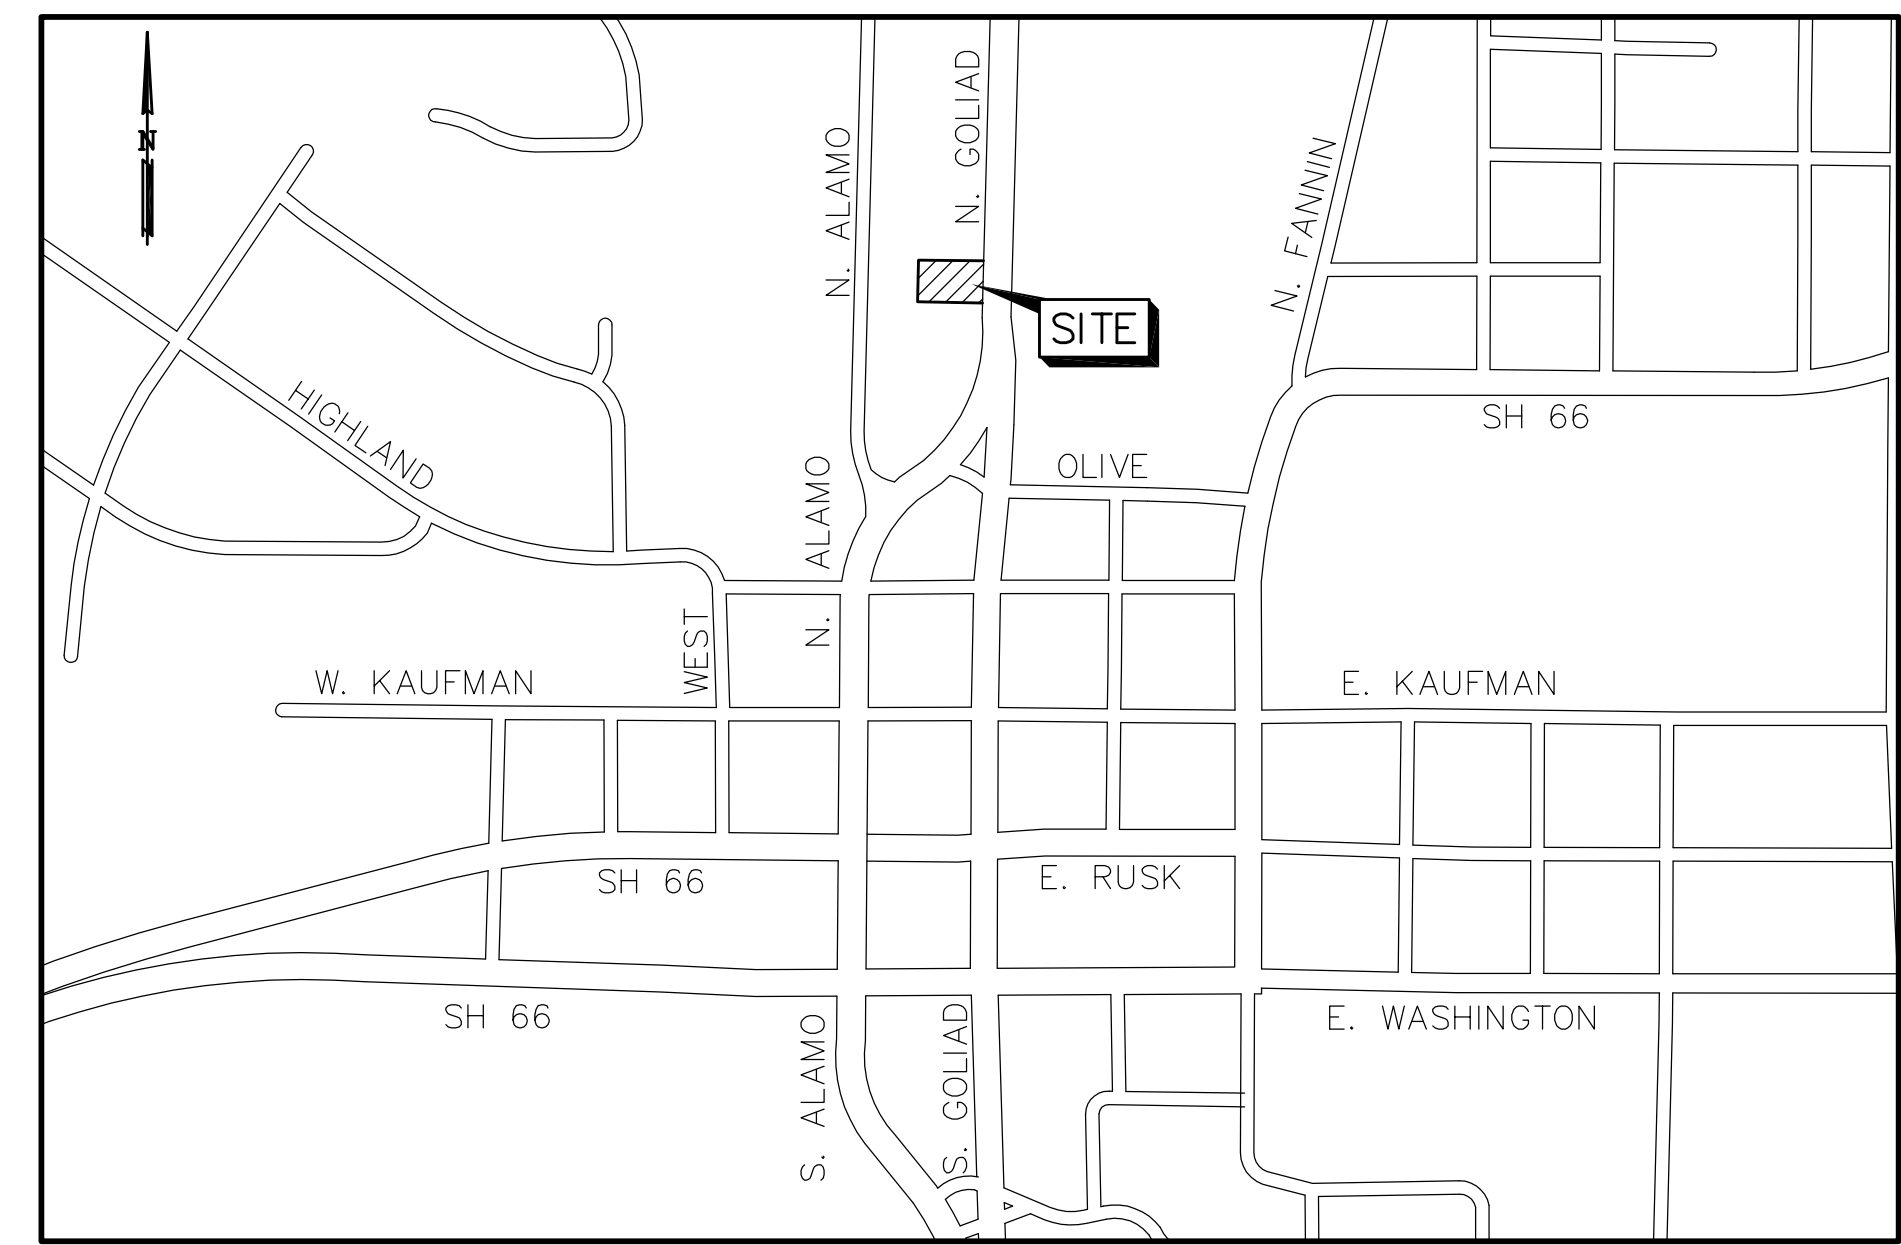 N
N. GOLIAD
N. ALAMO
N. FANNIN
SITE
HIGHLAND
SH 66
OLIVE
N. ALAMO
WEST
W. KAUFMAN
E. KAUFMAN
SH 66
E. RUSK
SH 66
E. WASHINGTON
S. ALAMO
S. GOLIAD